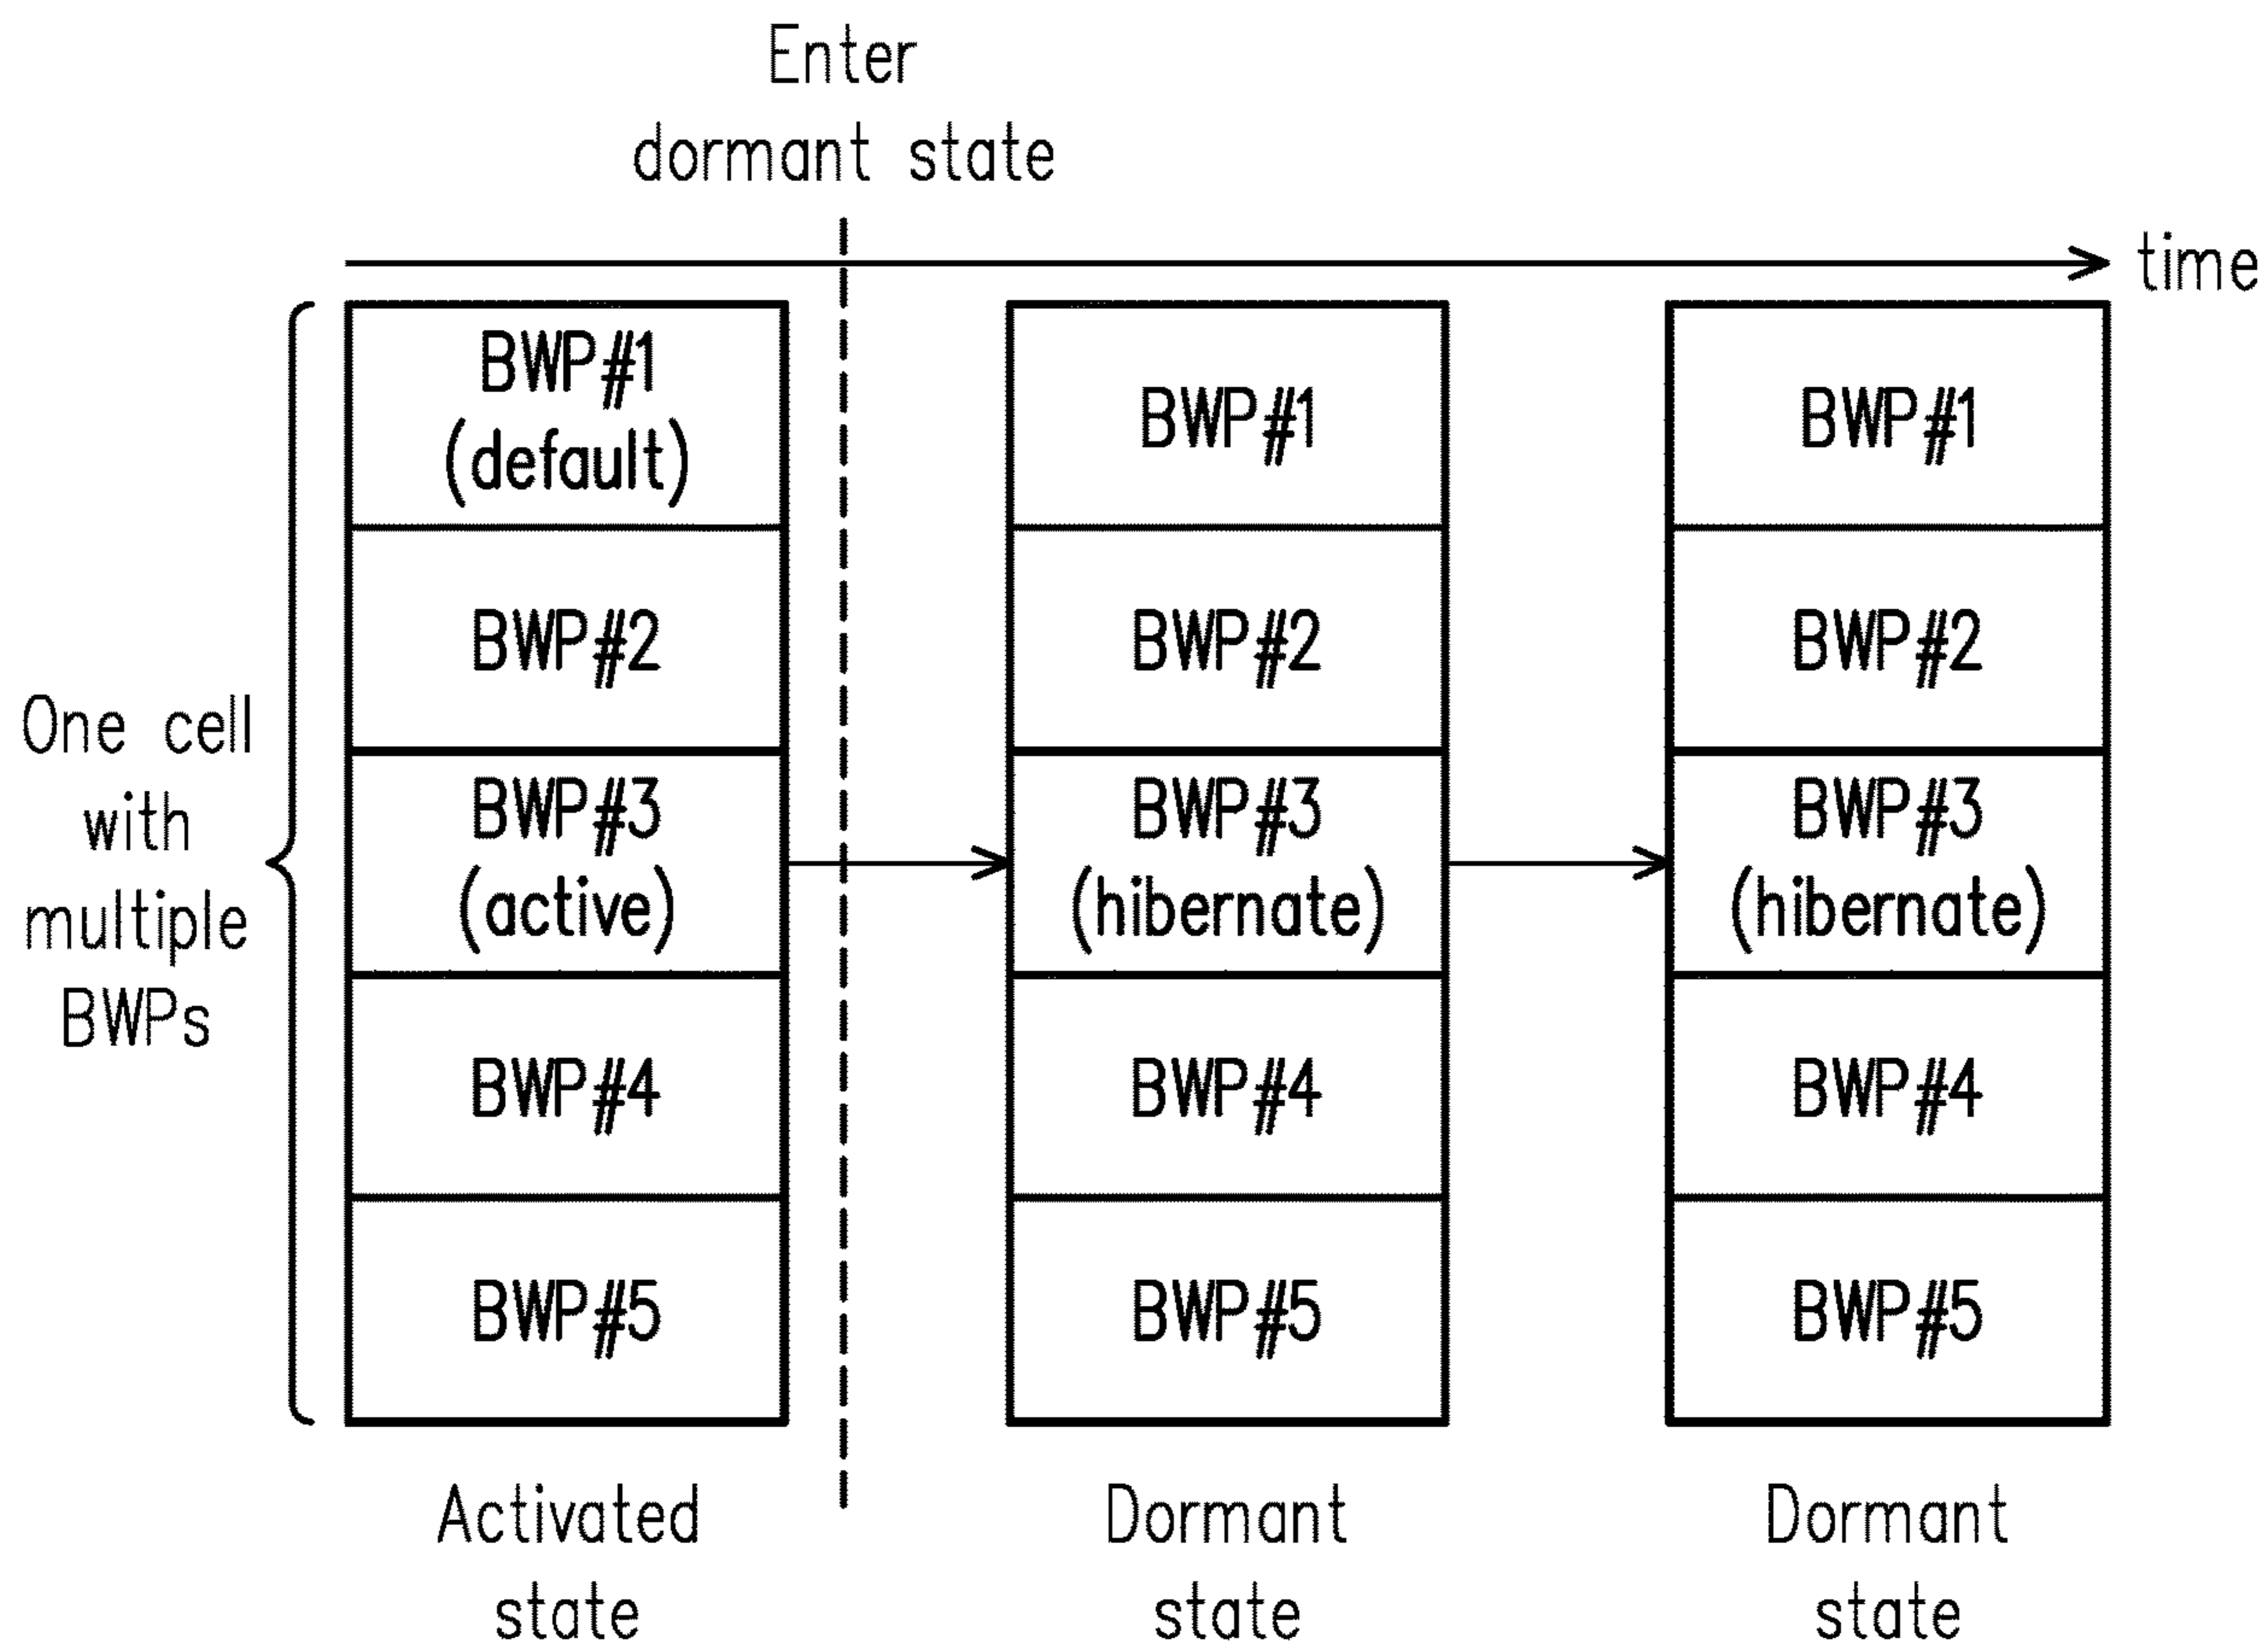 Enter
dormant state
time
One cell
with
multiple
BWPs
BWP#1
(default)
BWP#2
BWP#3
(active)
BWP#4
BWP#5
Activated
state
BWP#1
BWP#2
BWP#3
(hibernate)
BWP#4
BWP#5
Dormant
state
BWP#1
BWP#2
BWP#3
(hibernate)
BWP#4
BWP#5
Dormant
state